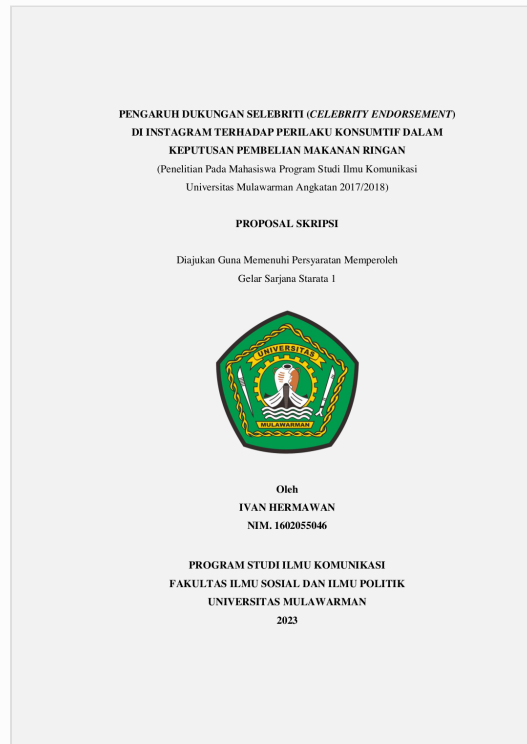 PENGARUH DUKUNGAN SELEBRITI (CELEBRITY ENDORSEMENT)
DI INSTAGRAM TERHADAP PERILAKU KONSUMTIF DALAM
KEPUTUSAN PEMBELIAN MAKANAN RINGAN
(Penelitian Pada Mahasiswa Program Studi Ilmu Komunikasi
Universitas Mulawarman Angkatan 2017/2018)
PROPOSAL SKRIPSI
Diajukan Guna Memenuhi Persyaratan Memperoleh
Gelar Sarjana Starata 1
UNIVERSITAS
MULAWARMAN
Oleh
IVAN HERMAWAN
NIM. 1602055046
PROGRAM STUDI ILMU KOMUNIKASI
FAKULTAS ILMU SOSIAL DAN ILMU POLITIK
UNIVERSITAS MULAWARMAN
2023